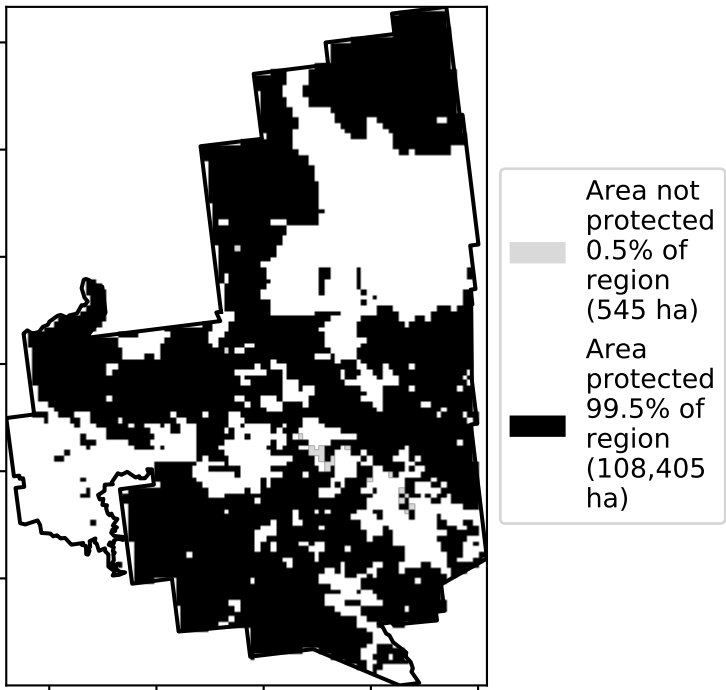 Area not
protected
0.5% of
region
(545 ha)
Area
protected
99.5% of
region
(108,405
ha)